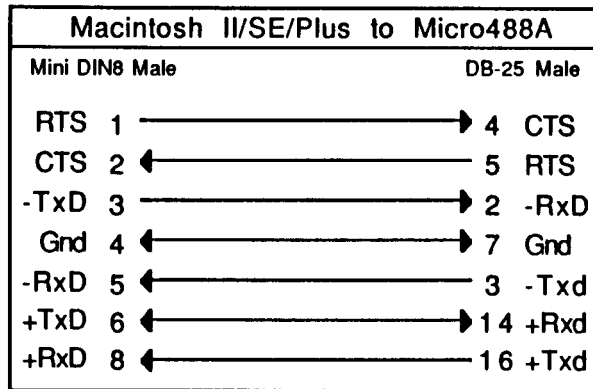 Macintosh II/SE/Plus to Micro488A
Mini DIN8 Male DB-25 Male
RTS 1 4 CTS
CTS 2 5 RTS
-TxD 3 2 -RxD
Gnd 4 7 Gnd
-RxD 5 3 -Txd
+TxD 6 14 +Rxd
+RxD 8 16 +Txd